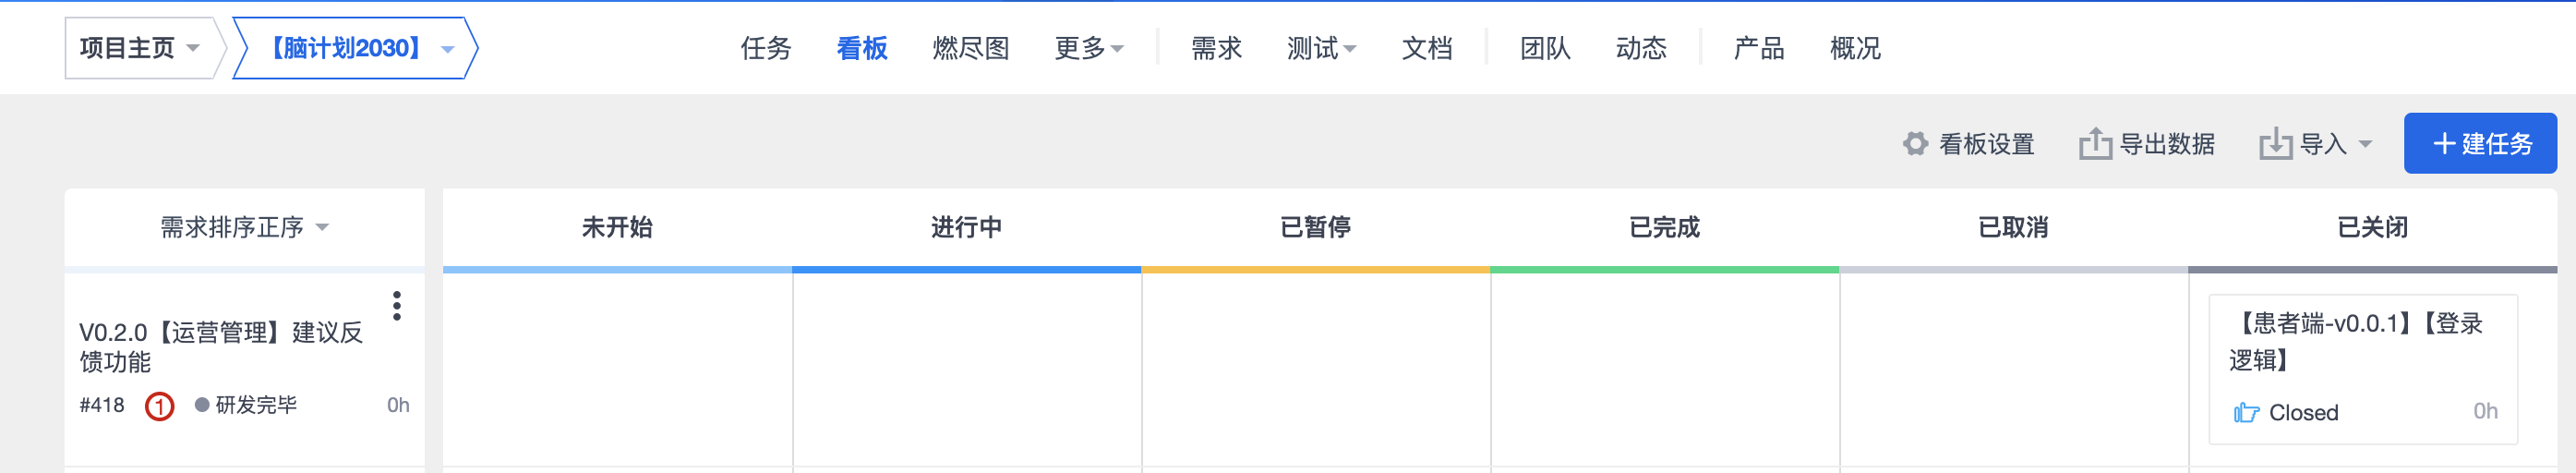 项目主页
【脑计划2030】
任务
看板
燃尽图
更多
需求
测试
文档
团队
动态
产品
概况
看板设置
导出数据
导入
建任务
需求排序正序
未开始
进行中
已暂停
已完成
已取消
已关闭
V0.2.0【运营管理】建议反
馈功能
#418 1 研发完毕 0h
【患者端-v0.0.1】【登录
逻辑】
Closed 0h